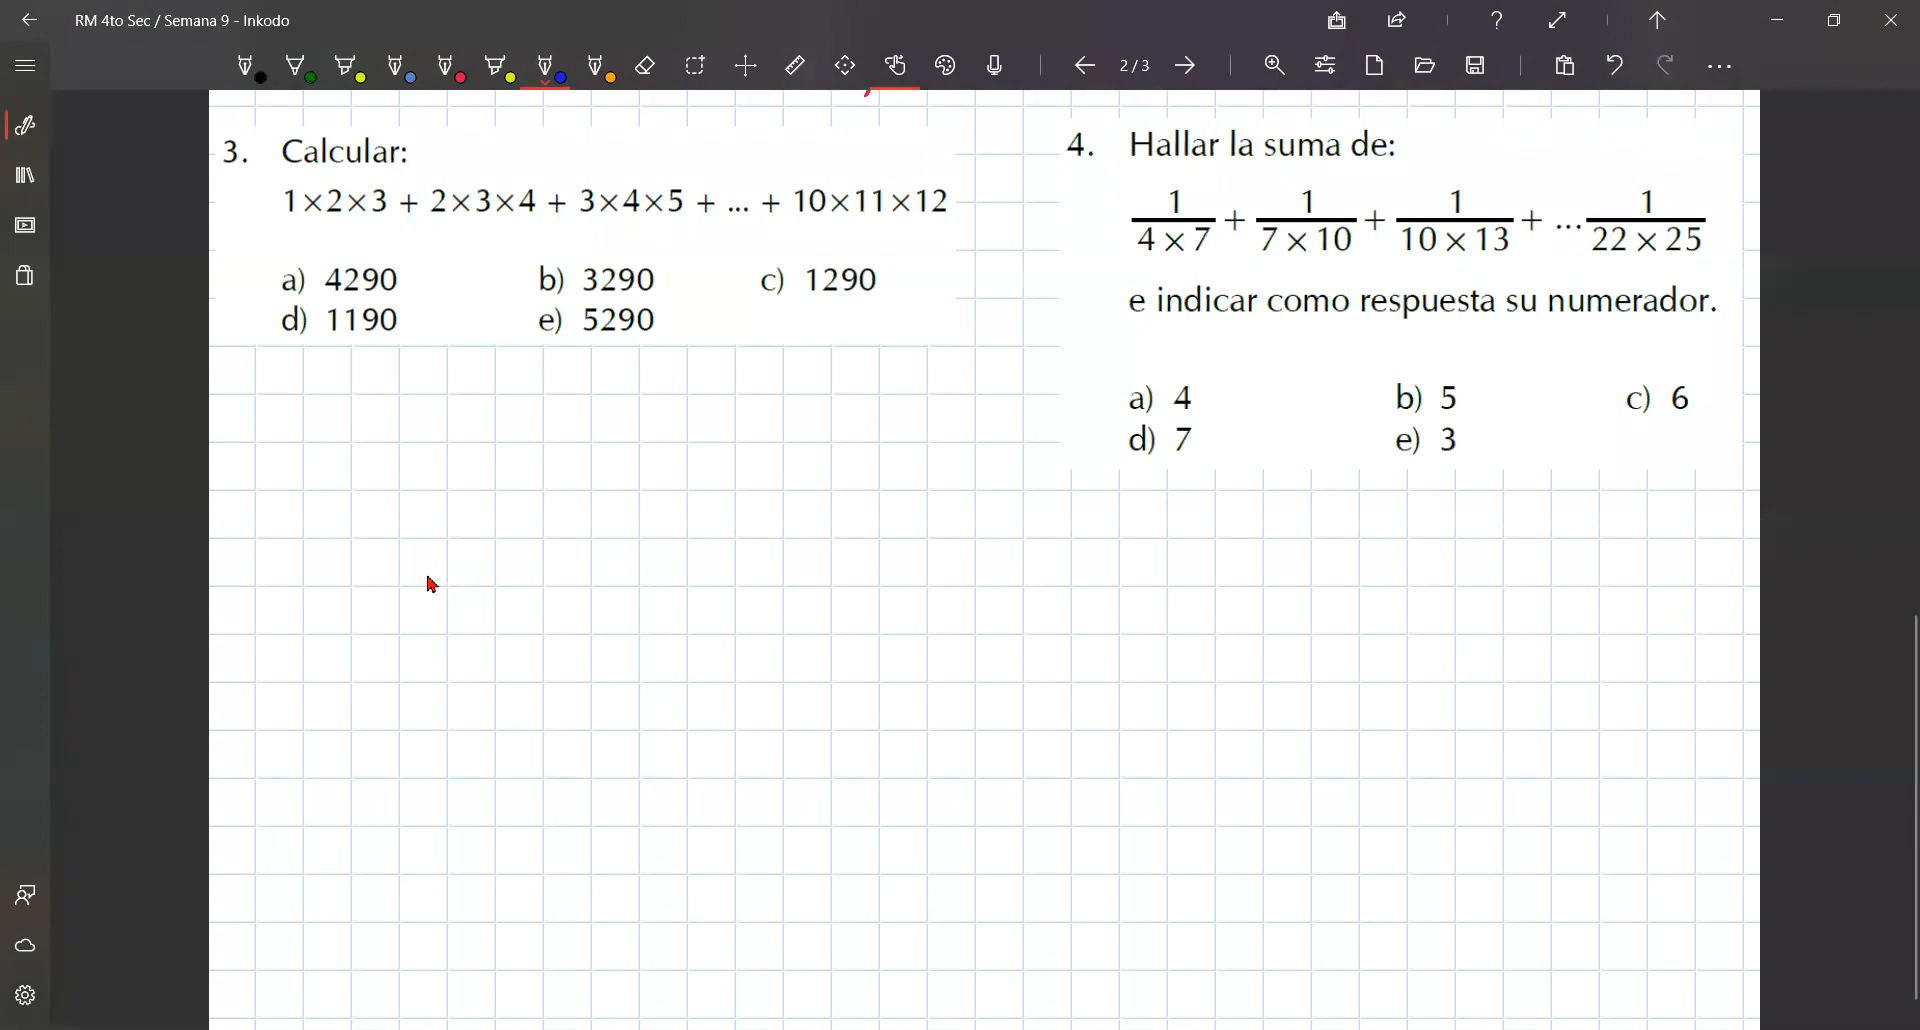 RM 4to Sec / Semana 9 - Inkodo
2 / 3
3. Calcular:
1×2×3 + 2×3×4 + 3×4×5 + ... + 10×11×12
a) 4290 b) 3290 c) 1290
d) 1190 e) 5290
4. Hallar la suma de:
1/(4 × 7) + 1/(7 × 10) + 1/(10 × 13) + ... 1/(22 × 25)
e indicar como respuesta su numerador.
a) 4 b) 5 c) 6
d) 7 e) 3